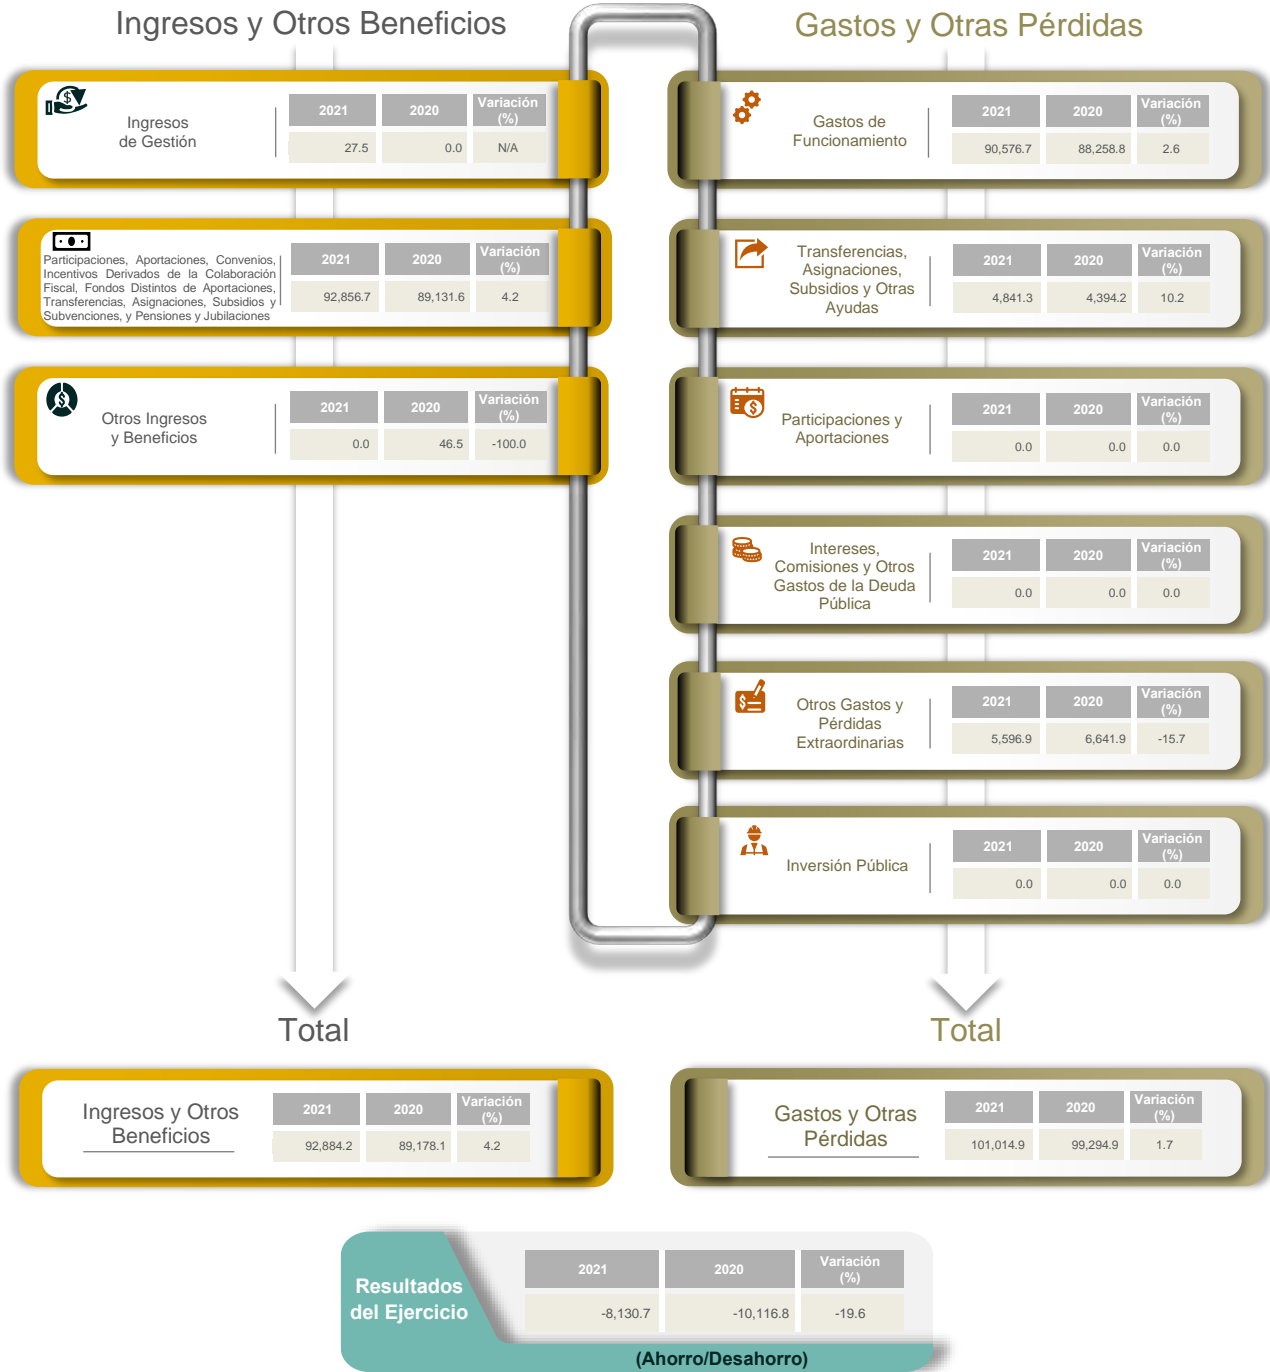 Ingresos y Otros Beneficios
Ingresos
de Gestión
2021 2020 Variación (%)
27.5 0.0 N/A
Participaciones, Aportaciones, Convenios,
Incentivos Derivados de la Colaboración
Fiscal, Fondos Distintos de Aportaciones,
Transferencias, Asignaciones, Subsidios y
Subvenciones, y Pensiones y Jubilaciones
2021 2020 Variación (%)
92,856.7 89,131.6 4.2
Otros Ingresos
y Beneficios
2021 2020 Variación (%)
0.0 46.5 -100.0
Total
Ingresos y Otros
Beneficios
2021 2020 Variación (%)
92,884.2 89,178.1 4.2
Gastos y Otras Pérdidas
Gastos de
Funcionamiento
2021 2020 Variación (%)
90,576.7 88,258.8 2.6
Transferencias,
Asignaciones,
Subsidios y Otras
Ayudas
2021 2020 Variación (%)
4,841.3 4,394.2 10.2
Participaciones y
Aportaciones
2021 2020 Variación (%)
0.0 0.0 0.0
Intereses,
Comisiones y Otros
Gastos de la Deuda
Pública
2021 2020 Variación (%)
0.0 0.0 0.0
Otros Gastos y
Pérdidas
Extraordinarias
2021 2020 Variación (%)
5,596.9 6,641.9 -15.7
Inversión Pública
2021 2020 Variación (%)
0.0 0.0 0.0
Total
Gastos y Otras
Pérdidas
2021 2020 Variación (%)
101,014.9 99,294.9 1.7
Resultados
del Ejercicio
2021 2020 Variación (%)
-8,130.7 -10,116.8 -19.6
(Ahorro/Desahorro)